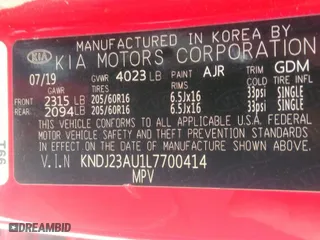 MANUFACTURED IN KOREA BY
KIA KIA MOTORS CORPORATION
07/19 GVWR 4023 LB PAINT AJR TRIM GDM
TIRES RIMS COLD TIRE INFLATION
FRONT 2315 LB 205/60R16 6.5Jx16 33psi SINGLE
REAR 2094 LB 205/60R16 6.5Jx16 33psi SINGLE
THIS VEHICLE CONFORMS TO ALL APPLICABLE
U.S.A. FEDERAL MOTOR VEHICLE SAFETY, BUMPER,
AND THEFT PREVENTION STANDARDS IN EFFECT ON THE
DATE OF MANUFACTURE SHOWN ABOVE.
V.I.N KNDJ23AU1L7700414
MPV